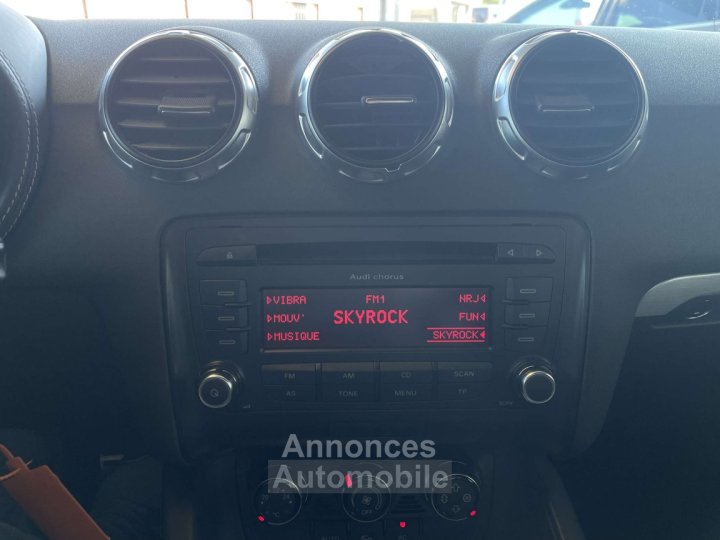 Audi chorus
VIBRA FM1 NRJ
MOUV' SKYROCK FUN
MUSIQUE SKYROCK
FM AM CD SCAN
AS TONE MENU TP
Annonces
Automobile
OFF